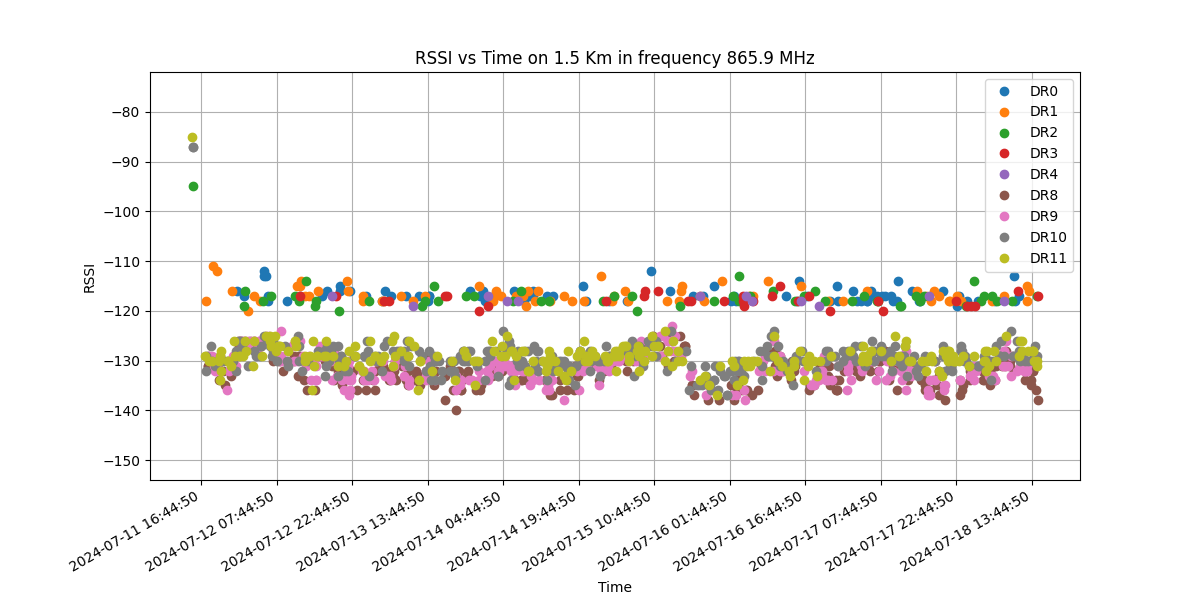 RSSI vs Time on 1.5 Km in frequency 865.9 MHz
DR0
DR1
DR2
DR3
DR4
DR8
DR9
DR10
DR11
RSSI
−80
−90
−100
−110
−120
−130
−140
−150
2024-07-11 16:44:50
2024-07-12 07:44:50
2024-07-12 22:44:50
2024-07-13 13:44:50
2024-07-14 04:44:50
2024-07-14 19:44:50
2024-07-15 10:44:50
2024-07-16 01:44:50
2024-07-16 16:44:50
2024-07-17 07:44:50
2024-07-17 22:44:50
2024-07-18 13:44:50
Time